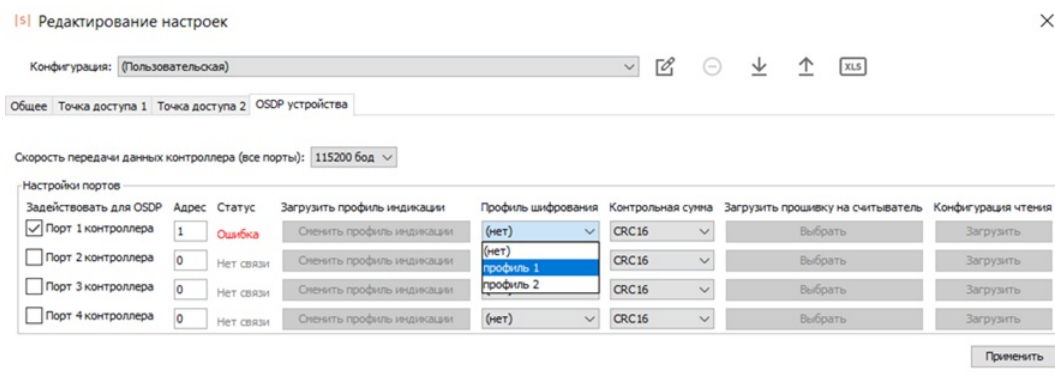 |S| Редактирование настроек
Конфигурация: (Пользовательская) XLS
Общее Точка доступа 1 Точка доступа 2 OSDP устройства
Скорость передачи данных контроллера (все порты): 115200 бод
Настройки портов
Задействовать для OSDP Адрес Статус Загрузить профиль индикации Профиль шифрования Контрольная сумма Загрузить прошивку на считыватель Конфигурация чтения
Порт 1 контроллера 1 Ошибка Сменить профиль индикации (нет) CRC16 Выбрать Загрузить
(нет)
Порт 2 контроллера 0 Нет связи Сменить профиль индикации профиль 1 CRC16 Выбрать Загрузить
Порт 3 контроллера 0 Нет связи Сменить профиль индикации профиль 2 CRC16 Выбрать Загрузить
Порт 4 контроллера 0 Нет связи Сменить профиль индикации (нет) CRC16 Выбрать Загрузить
Применить